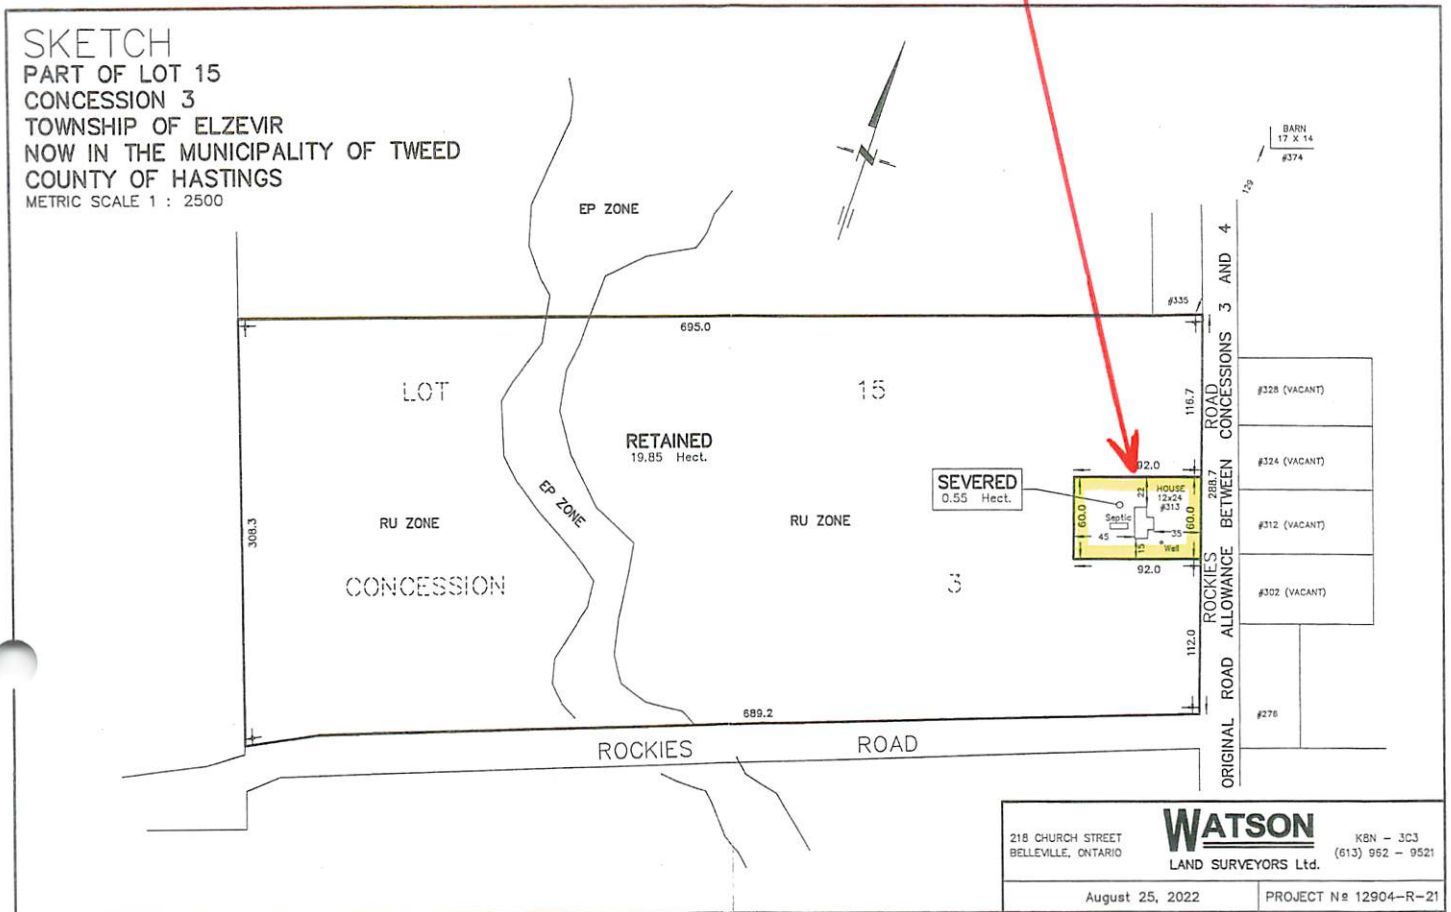 SKETCH
PART OF LOT 15
CONCESSION 3
TOWNSHIP OF ELZEVIR
NOW IN THE MUNICIPALITY OF TWEED
COUNTY OF HASTINGS
METRIC SCALE 1 : 2500
EP ZONE
BARN
17 X 14
#374
129
#335
695.0
LOT
15
116.7
RETAINED
19.85 Hect.
SEVERED
0.55 Hect.
92.0
22
HOUSE
12x24
#313
60.0
Septic
60.0
45
35
15
Well
92.0
288.7
EP ZONE
RU ZONE
RU ZONE
308.3
CONCESSION
3
112.0
689.2
ROCKIES ROAD
ROCKIES ROAD
ORIGINAL ROAD ALLOWANCE BETWEEN CONCESSIONS 3 AND 4
#328 (VACANT)
#324 (VACANT)
#312 (VACANT)
#302 (VACANT)
#276
218 CHURCH STREET
BELLEVILLE, ONTARIO
WATSON
LAND SURVEYORS Ltd.
K8N - 3C3
(613) 962 - 9521
August 25, 2022
PROJECT Nº 12904-R-21